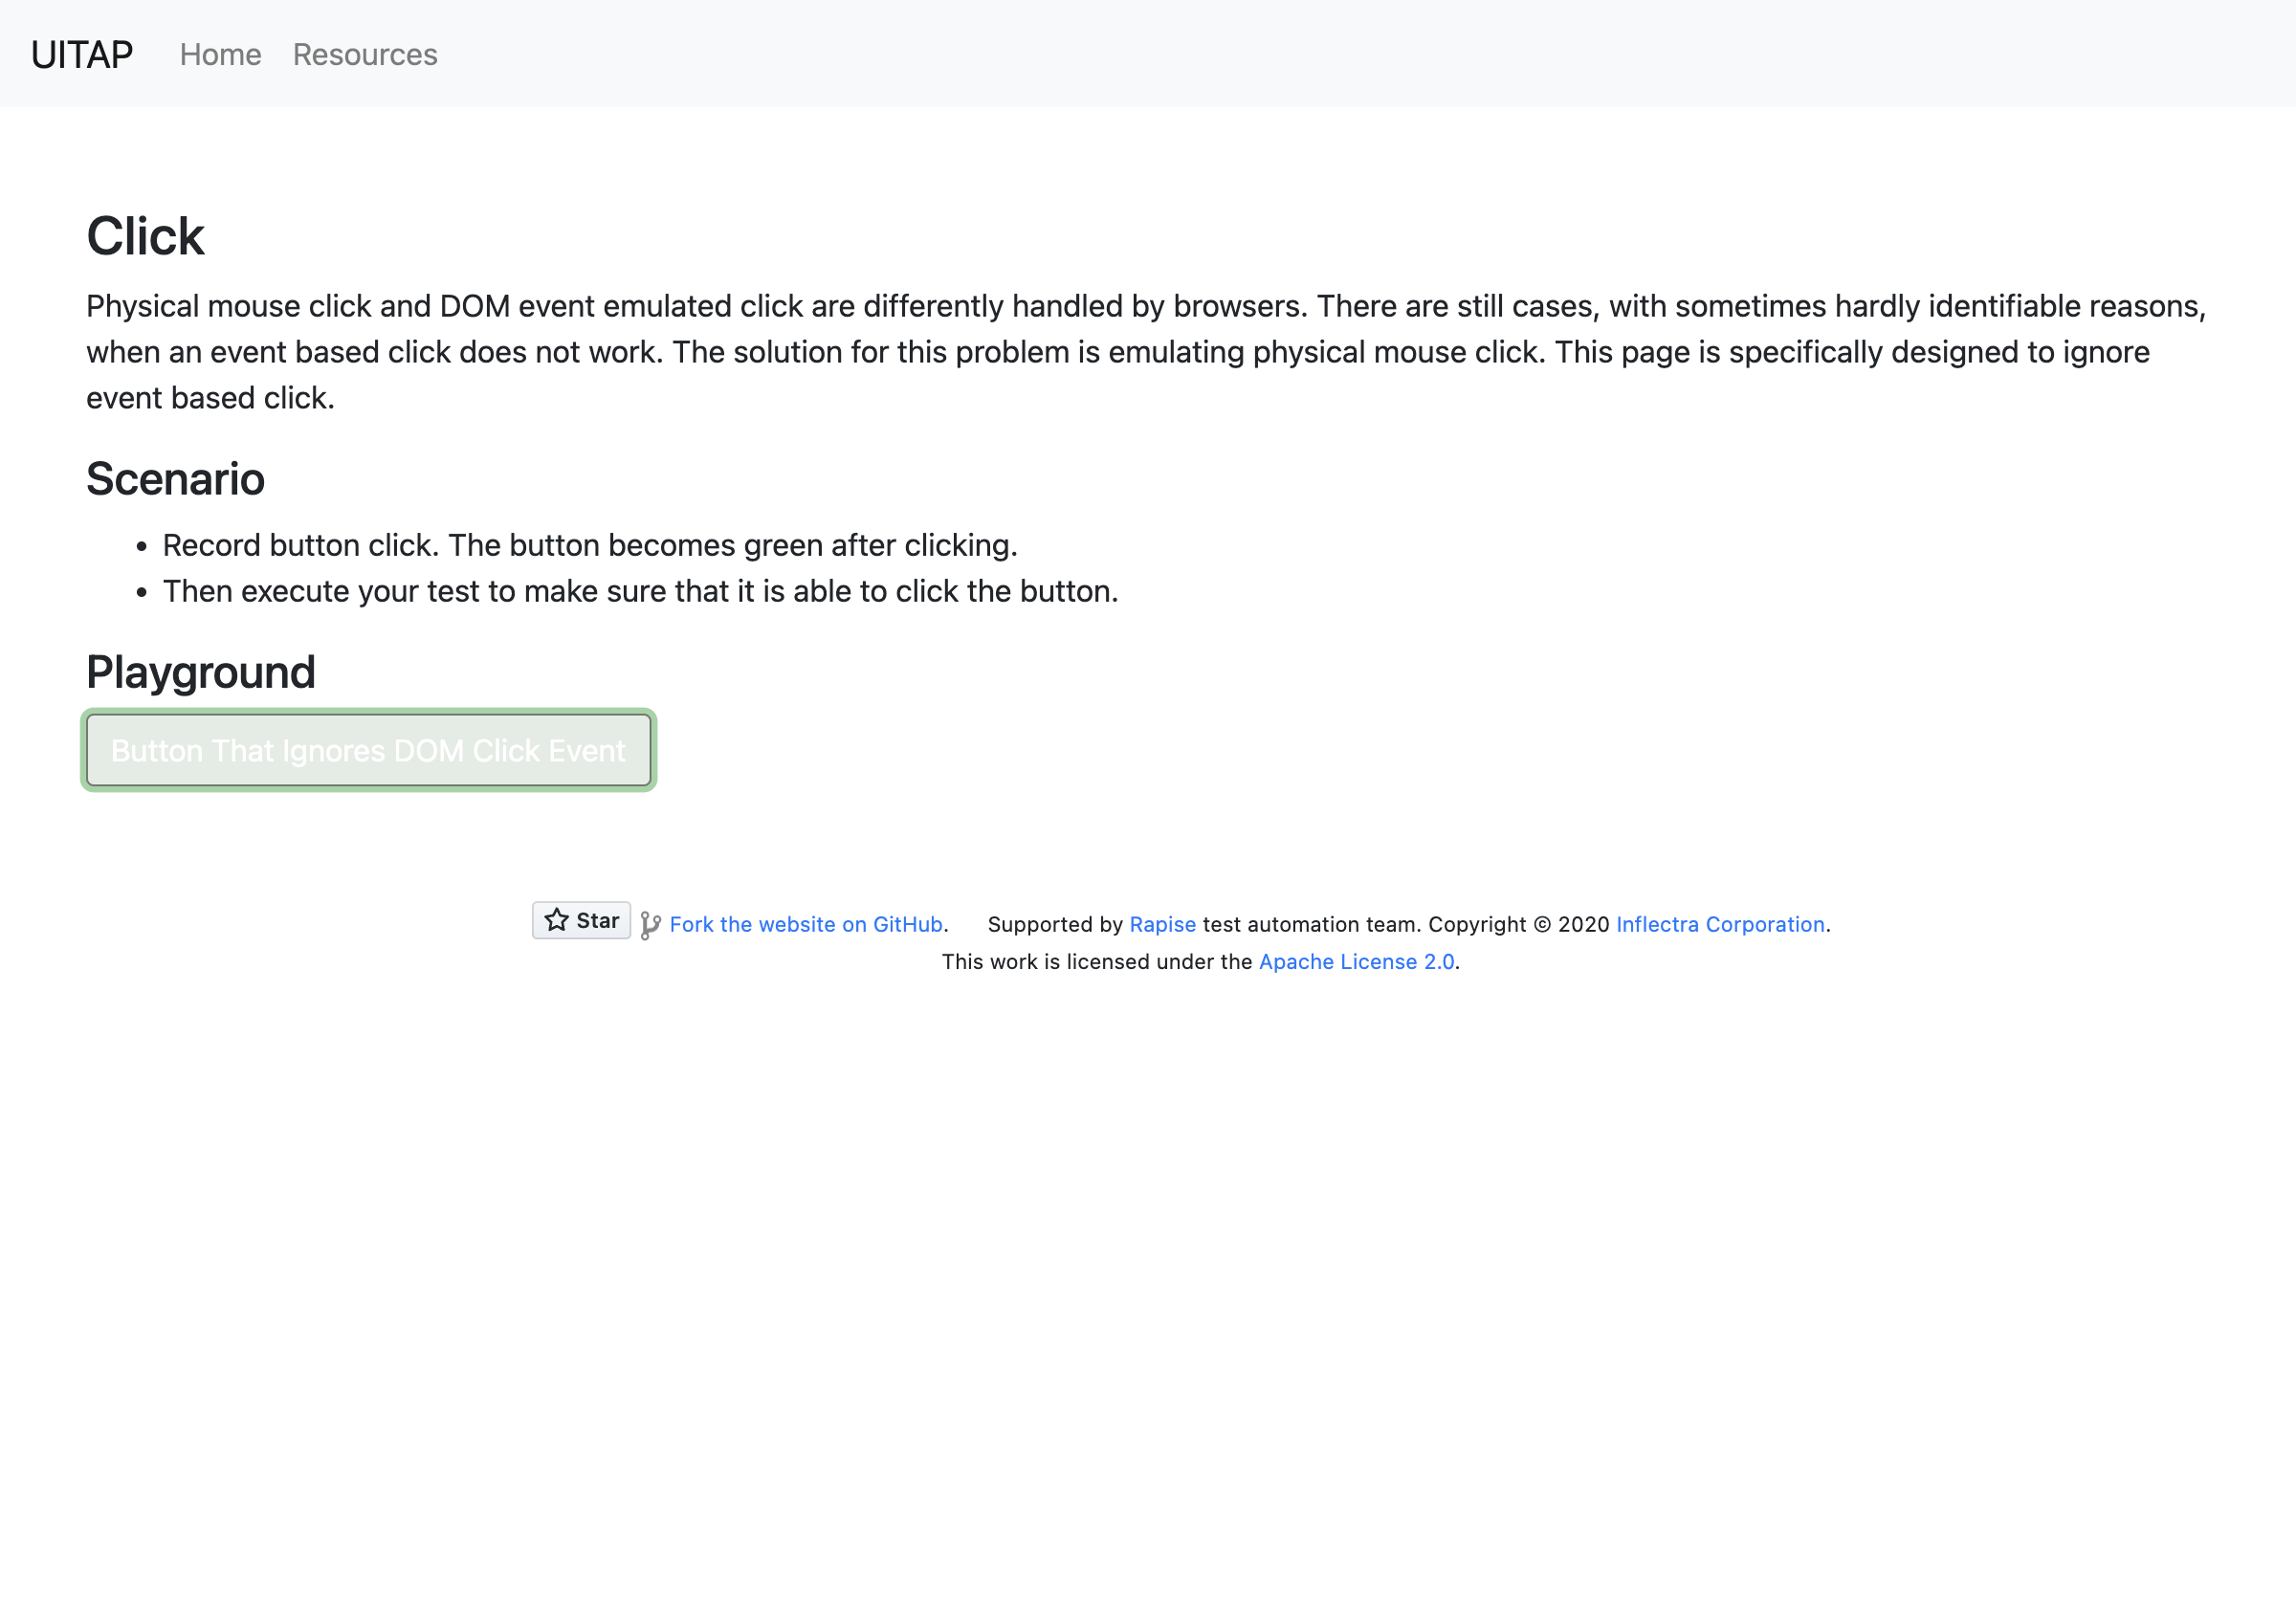 UITAP Home Resources
Click
Physical mouse click and DOM event emulated click are differently handled by browsers. There are still cases, with sometimes hardly identifiable reasons,
when an event based click does not work. The solution for this problem is emulating physical mouse click. This page is specifically designed to ignore
event based click.
Scenario
• Record button click. The button becomes green after clicking.
• Then execute your test to make sure that it is able to click the button.
Playground
Button That Ignores DOM Click Event
Star Fork the website on GitHub. Supported by Rapise test automation team. Copyright © 2020 Inflectra Corporation.
This work is licensed under the Apache License 2.0.